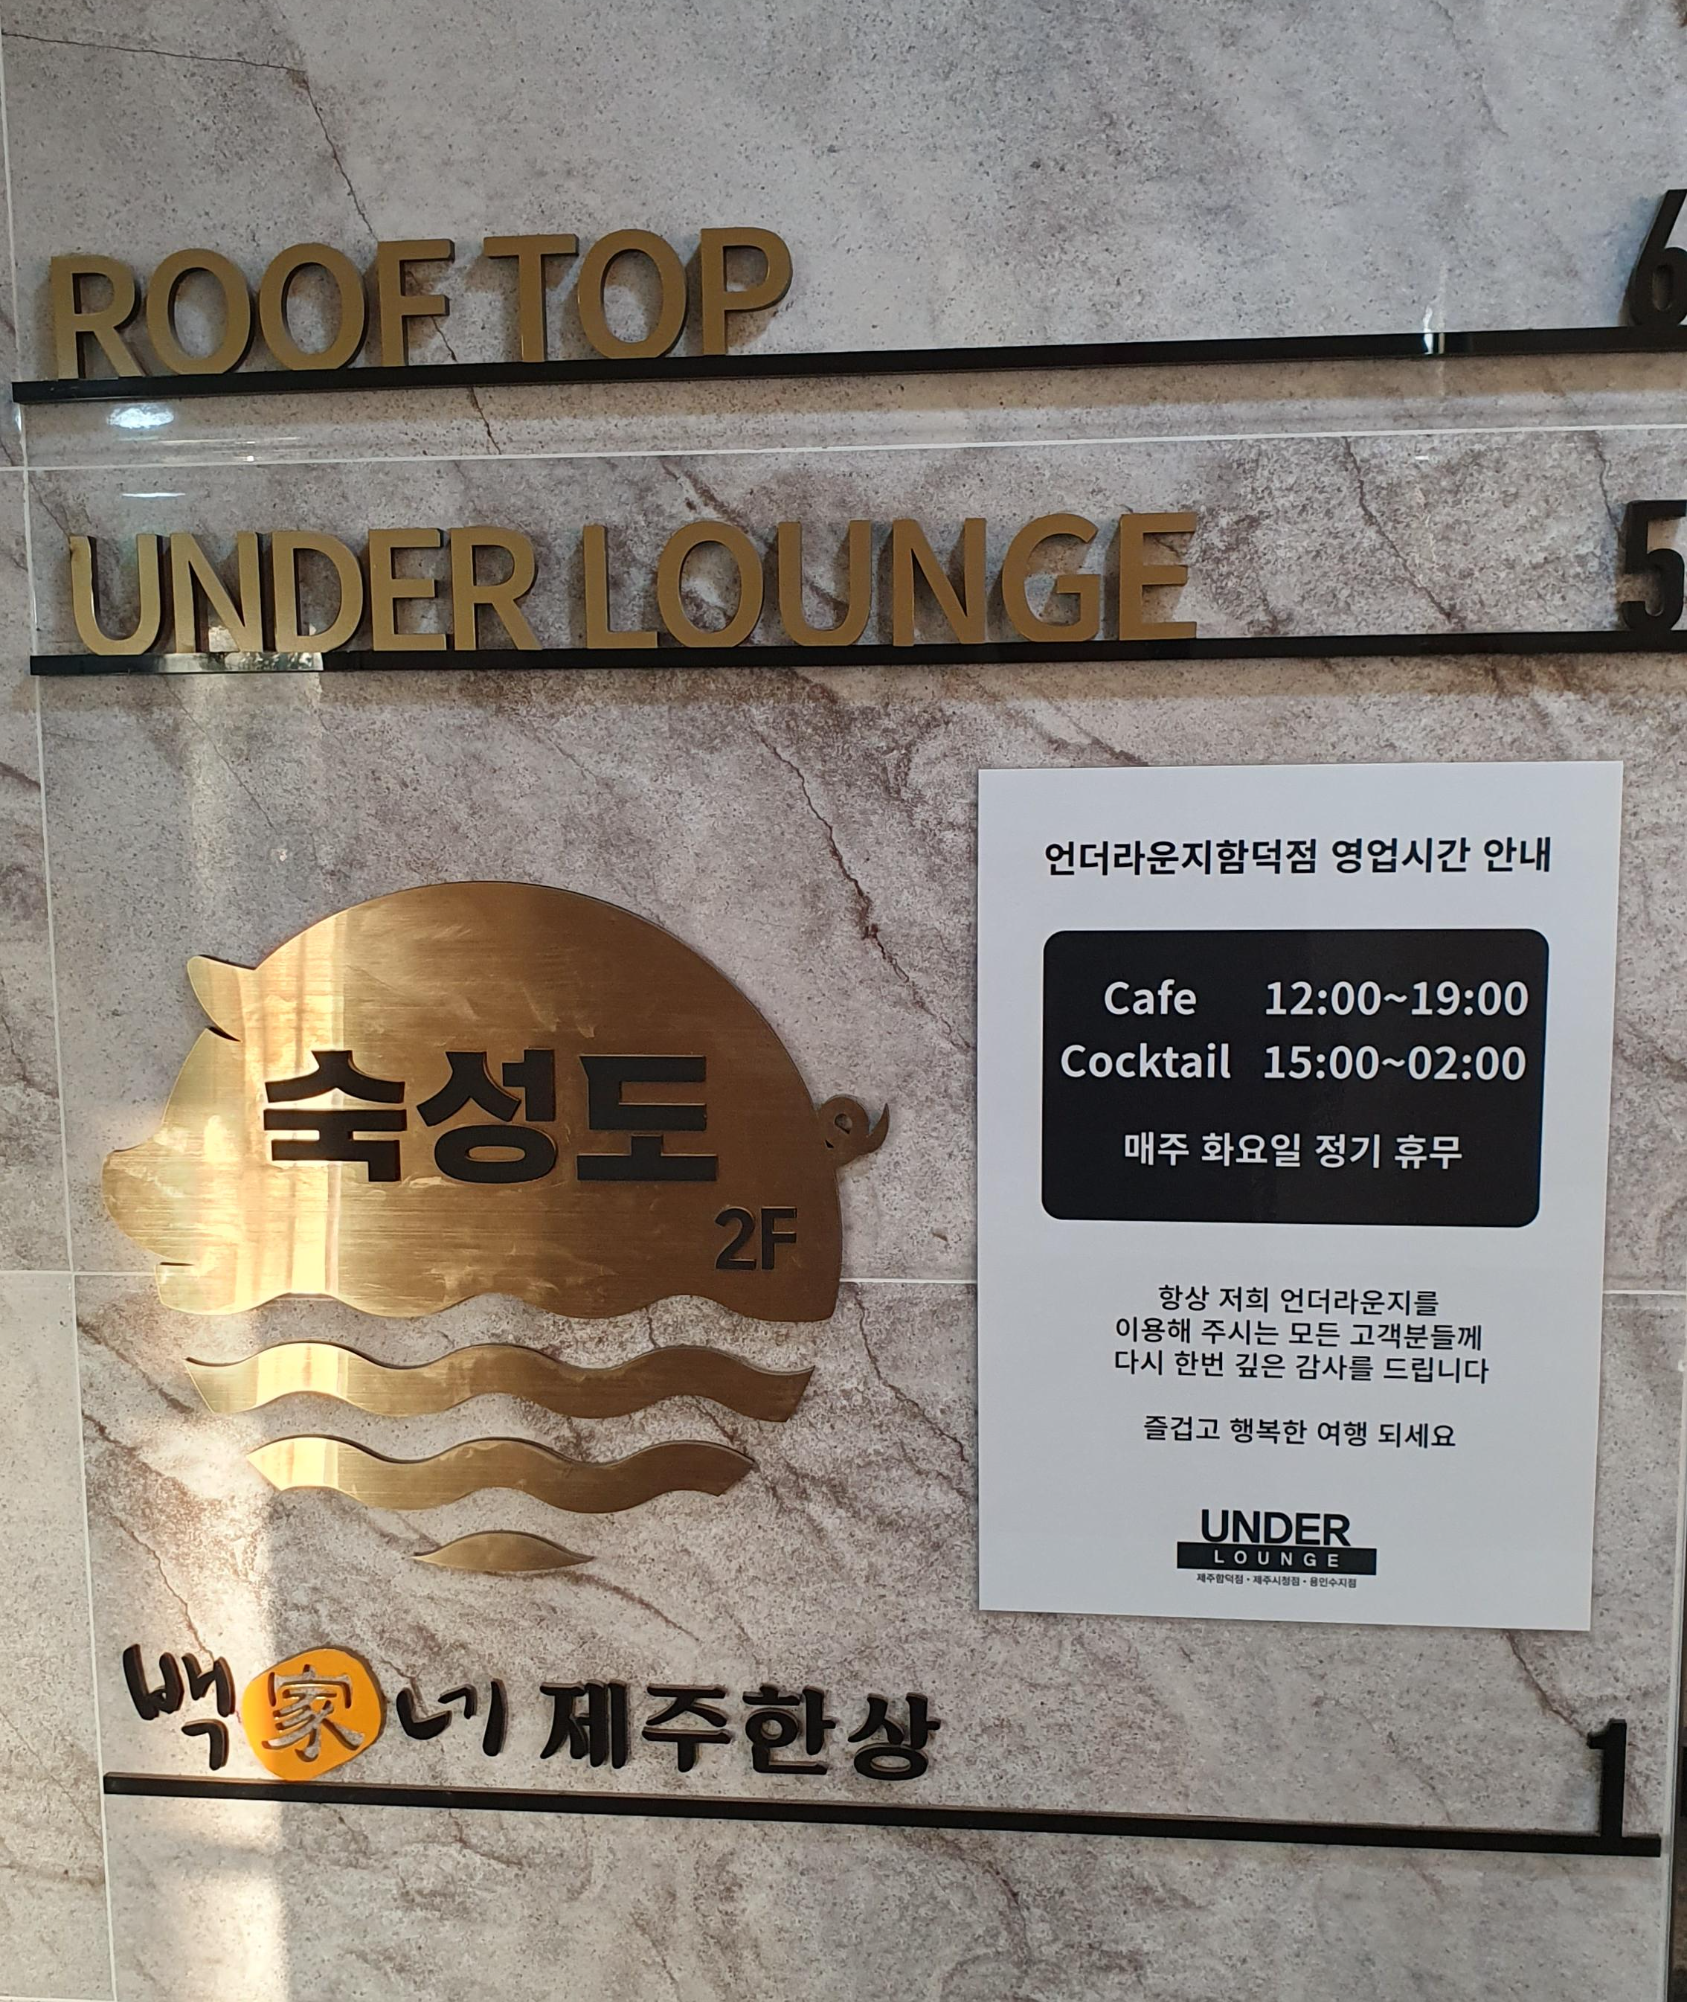 ROOF TOP 6
UNDER LOUNGE 5
숙성도
2F
언더라운지함덕점 영업시간 안내
Cafe 12:00~19:00
Cocktail 15:00~02:00
매주 화요일 정기 휴무
항상 저희 언더라운지를
이용해 주시는 모든 고객분들께
다시 한번 깊은 감사를 드립니다
즐겁고 행복한 여행 되세요
UNDER
LOUNGE
제주함덕점 • 제주시청점 • 용인수지점
백家네 제주한상 1